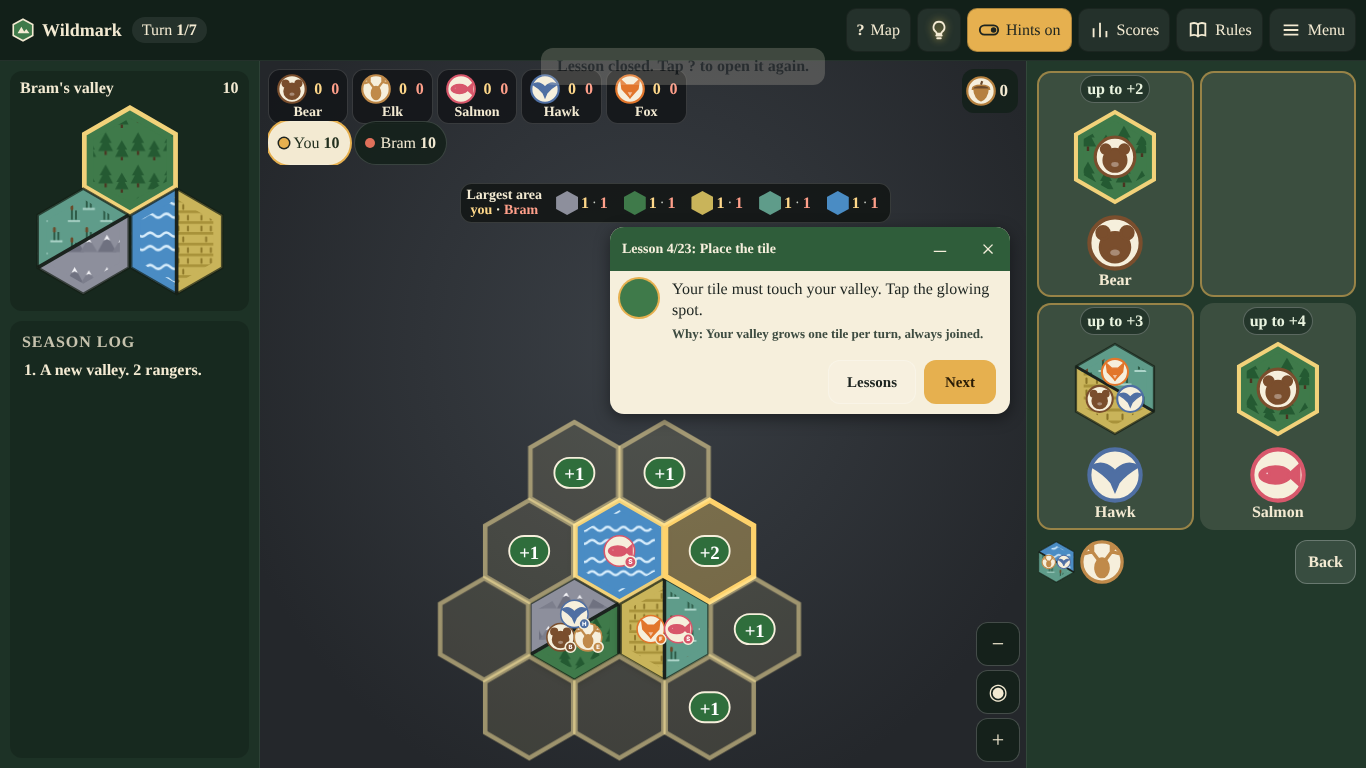 Wildmark
Turn 1/7
? Map
Hints on
Scores
Rules
Menu
Lesson closed. Tap ? to open it again.
Bram's valley
10
SEASON LOG
1. A new valley. 2 rangers.
0 0
Bear
0 0
Elk
0 0
Salmon
0 0
Hawk
0 0
Fox
0
You 10
Bram 10
Largest area
you · Bram
1 · 1
1 · 1
1 · 1
1 · 1
1 · 1
Lesson 4/23: Place the tile
Your tile must touch your valley. Tap the glowing
spot.
Why: Your valley grows one tile per turn, always joined.
Lessons
Next
+1
+1
+1
S
+2
H
B
E
F
S
+1
+1
up to +2
Bear
up to +3
Hawk
up to +4
Salmon
Back
−
+